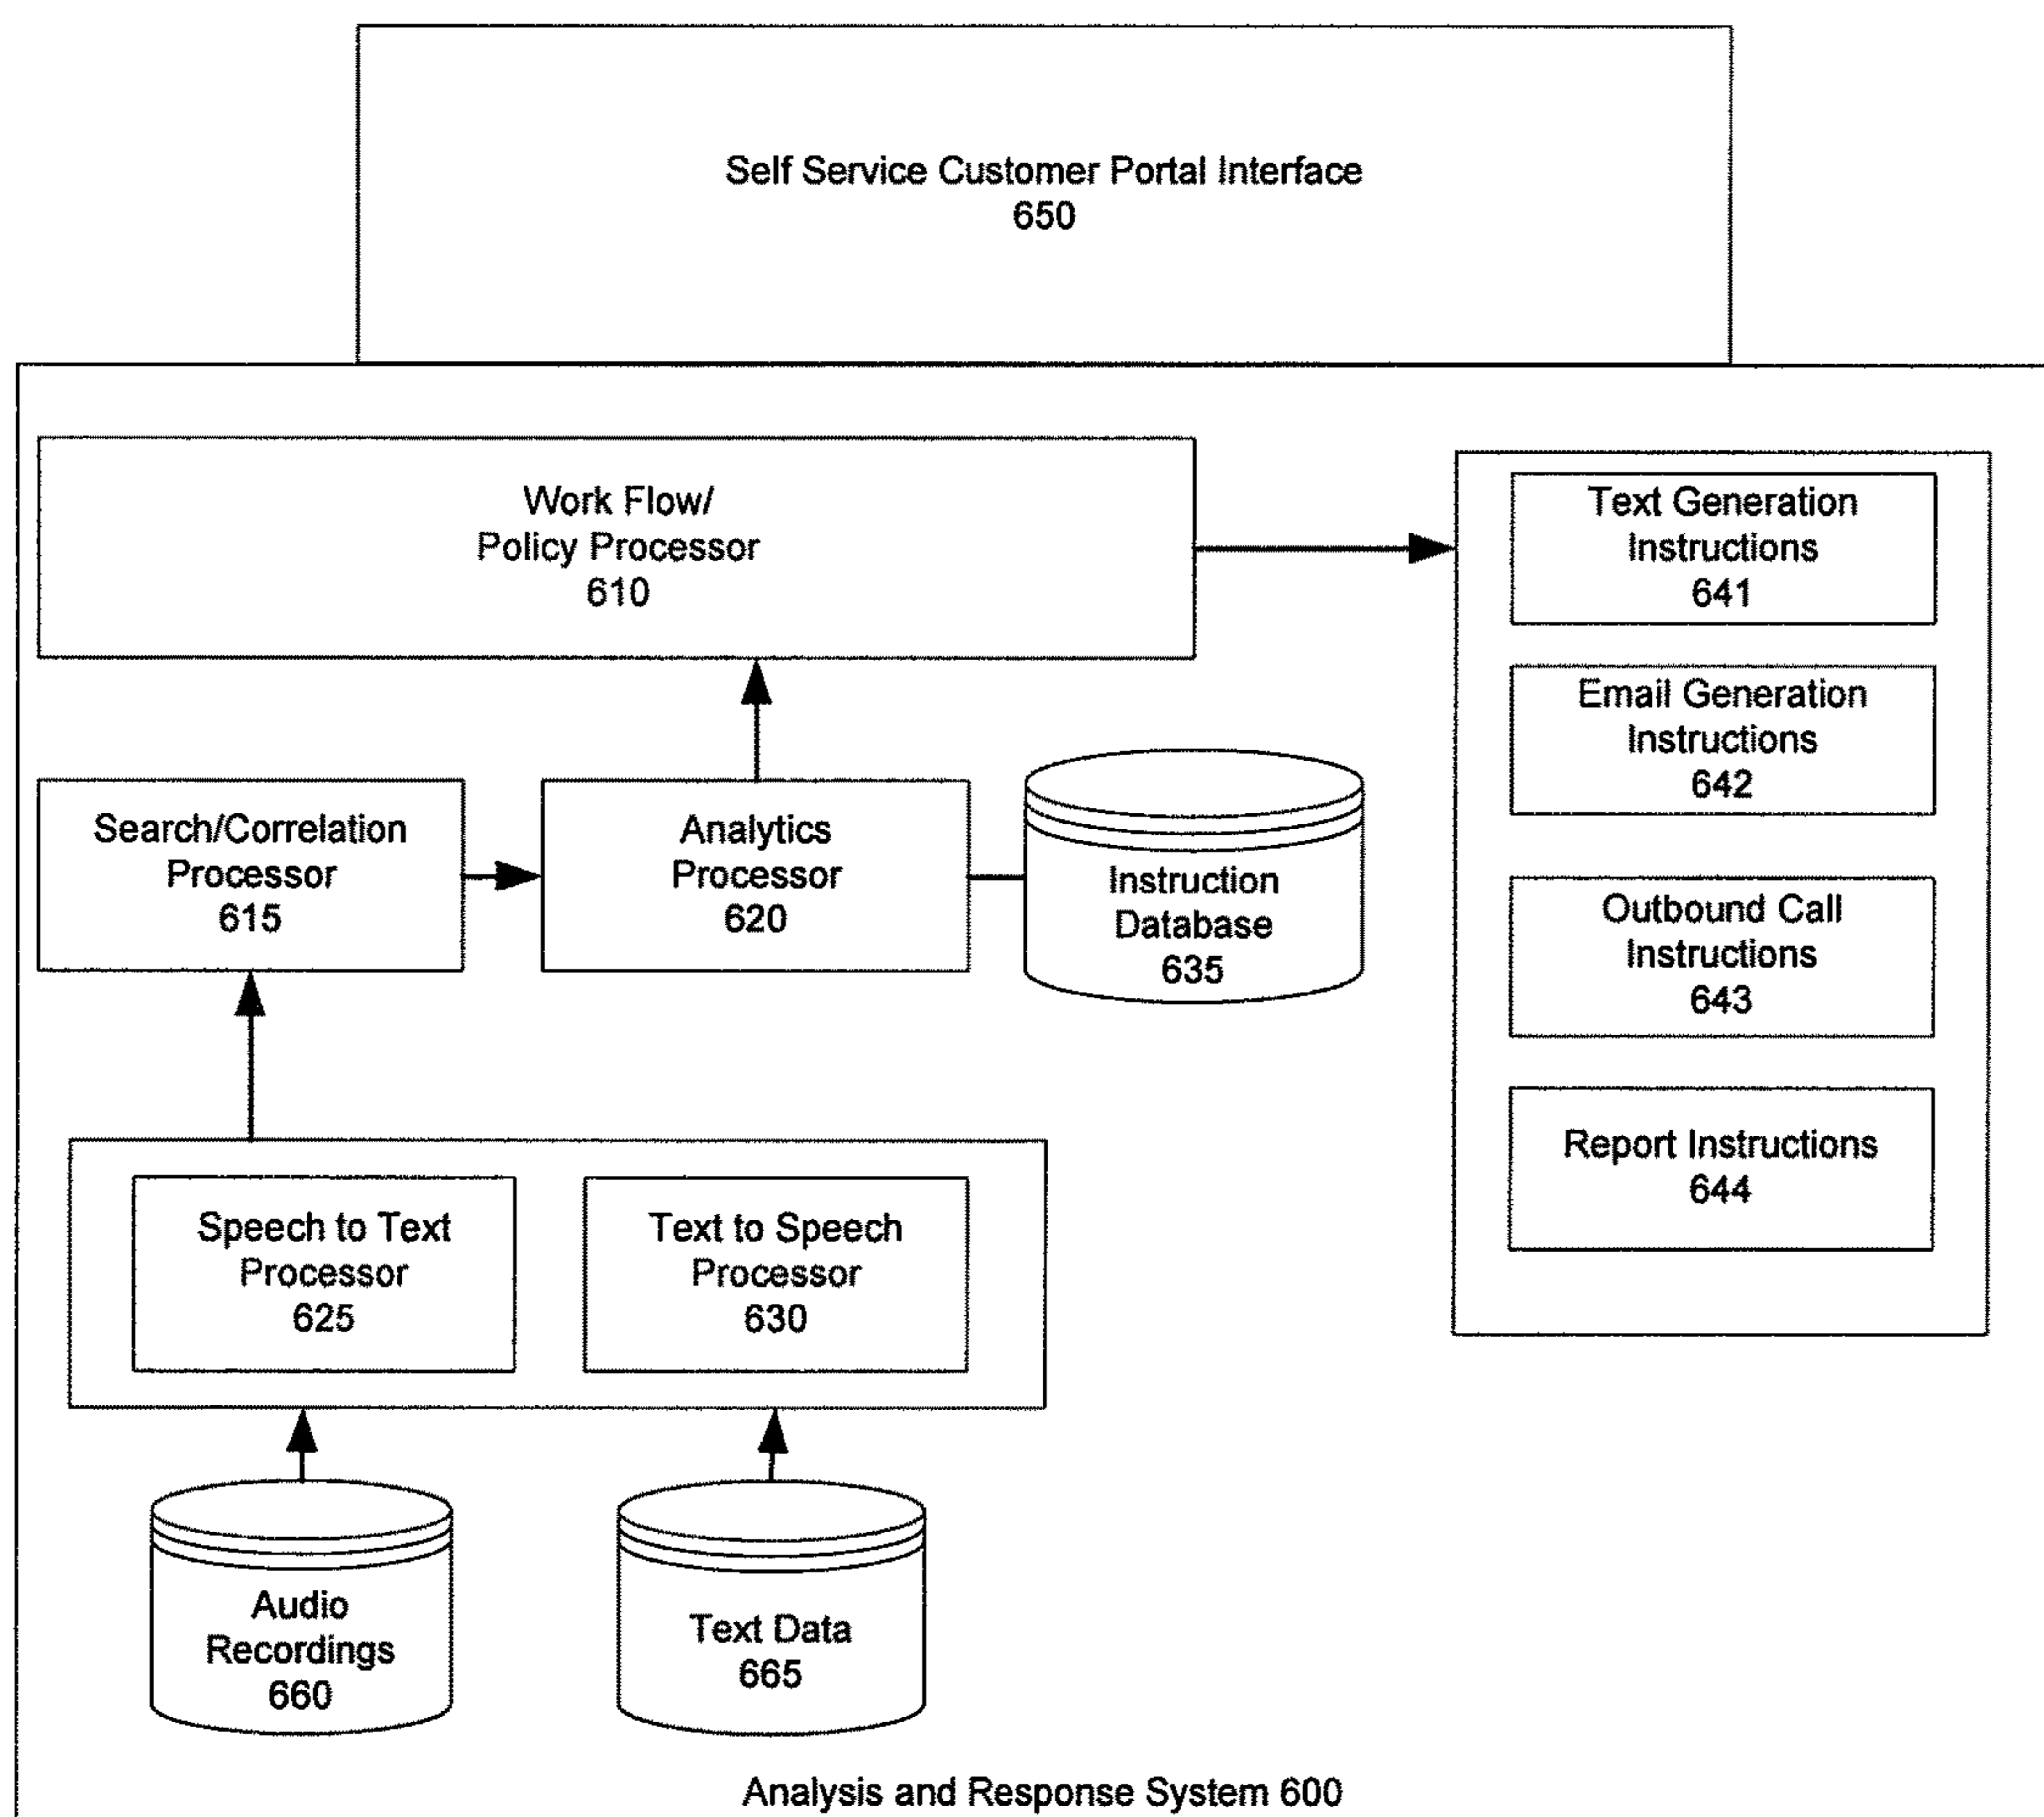 Self Service Customer Portal Interface
650
Work Flow/
Policy Processor
610
Text Generation
Instructions
641
Email Generation
Instructions
642
Search/Correlation
Processor
615
Analytics
Processor
620
Instruction
Database
635
Outbound Call
Instructions
643
Report Instructions
644
Speech to Text
Processor
625
Text to Speech
Processor
630
Audio
Recordings
660
Text Data
665
Analysis and Response System 600